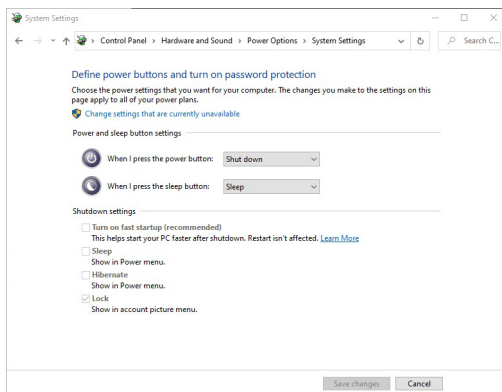 System Settings
Control Panel > Hardware and Sound > Power Options > System Settings
Search C...
Define power buttons and turn on password protection
Choose the power settings that you want for your computer. The changes you make to the settings on this
page apply to all of your power plans.
Change settings that are currently unavailable
Power and sleep button settings
When I press the power button: Shut down
When I press the sleep button: Sleep
Shutdown settings
Turn on fast startup (recommended)
This helps start your PC faster after shutdown. Restart isn't affected. Learn More
Sleep
Show in Power menu.
Hibernate
Show in Power menu.
Lock
Show in account picture menu.
Save changes Cancel